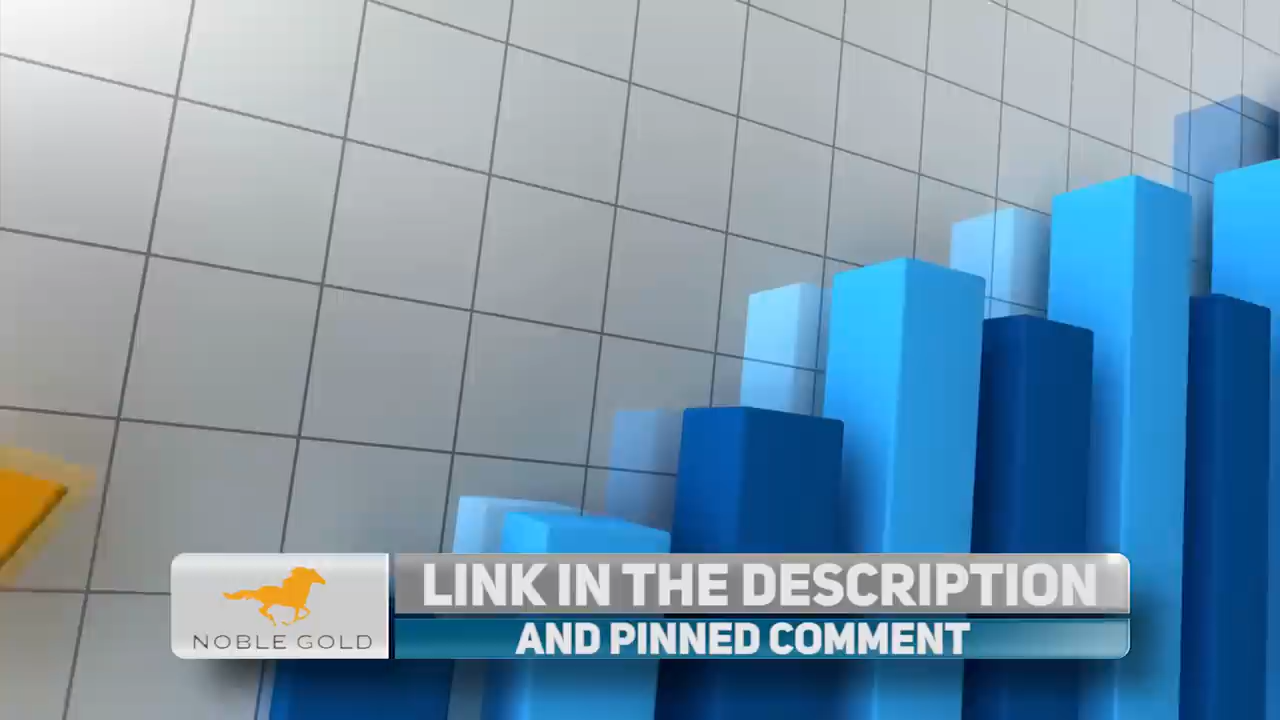 LINK IN THE DESCRIPTION
NOBLE GOLD
AND PINNED COMMENT